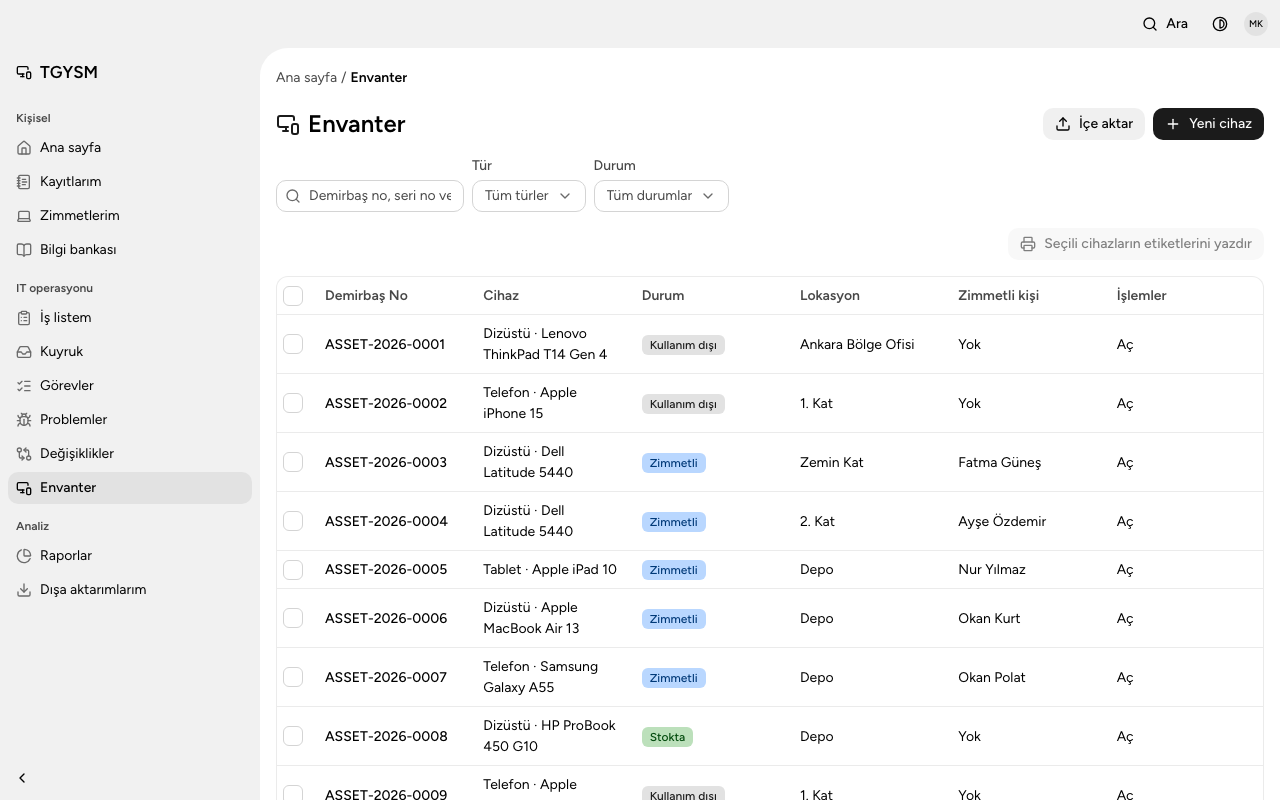 Ara
MK
TGYSM
Kişisel
Ana sayfa
Kayıtlarım
Zimmetlerim
Bilgi bankası
IT operasyonu
İş listem
Kuyruk
Görevler
Problemler
Değişiklikler
Envanter
Analiz
Raporlar
Dışa aktarımlarım
Ana sayfa / Envanter
Envanter
İçe aktar
Yeni cihaz
Tür
Durum
Demirbaş no, seri no ve
Tüm türler
Tüm durumlar
Seçili cihazların etiketlerini yazdır
Demirbaş No Cihaz Durum Lokasyon Zimmetli kişi İşlemler
ASSET-2026-0001 Dizüstü · Lenovo ThinkPad T14 Gen 4 Kullanım dışı Ankara Bölge Ofisi Yok Aç
ASSET-2026-0002 Telefon · Apple iPhone 15 Kullanım dışı 1. Kat Yok Aç
ASSET-2026-0003 Dizüstü · Dell Latitude 5440 Zimmetli Zemin Kat Fatma Güneş Aç
ASSET-2026-0004 Dizüstü · Dell Latitude 5440 Zimmetli 2. Kat Ayşe Özdemir Aç
ASSET-2026-0005 Tablet · Apple iPad 10 Zimmetli Depo Nur Yılmaz Aç
ASSET-2026-0006 Dizüstü · Apple MacBook Air 13 Zimmetli Depo Okan Kurt Aç
ASSET-2026-0007 Telefon · Samsung Galaxy A55 Zimmetli Depo Okan Polat Aç
ASSET-2026-0008 Dizüstü · HP ProBook 450 G10 Stokta Depo Yok Aç
ASSET-2026-0009 Telefon · Apple Kullanım dışı 1. Kat Yok Aç